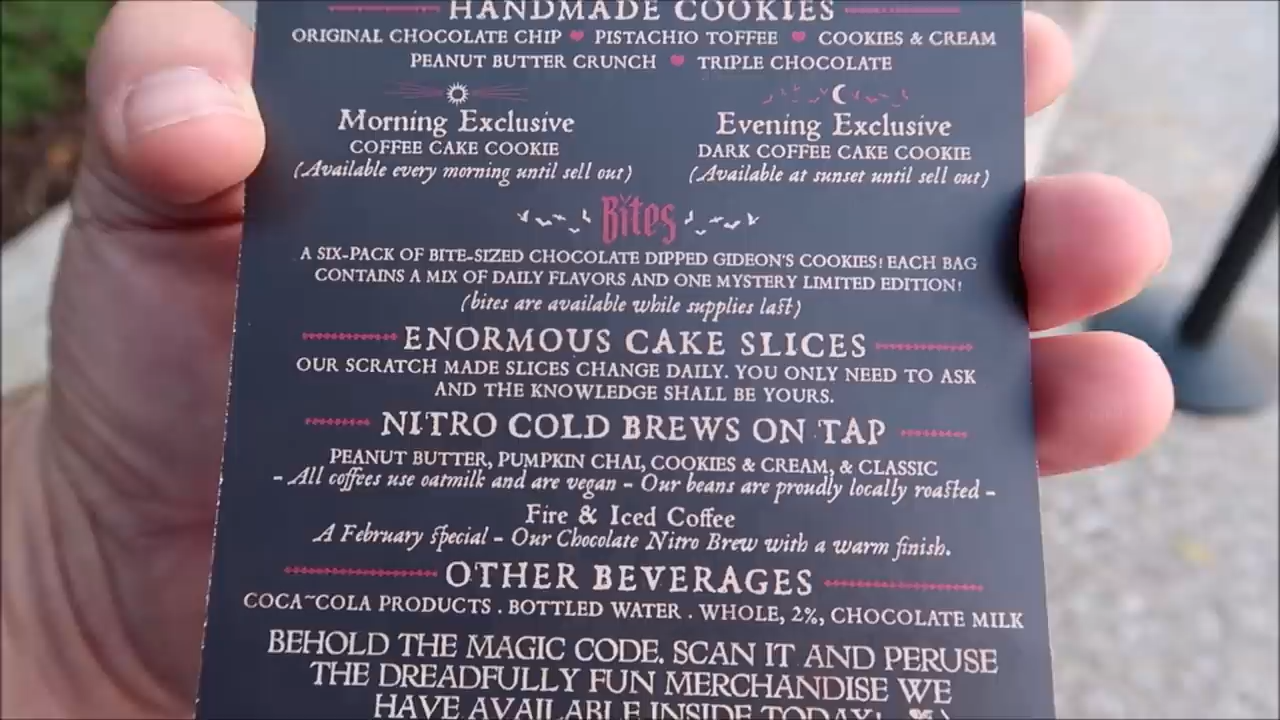 HANDMADE COOKIES
ORIGINAL CHOCOLATE CHIP ♥ PISTACHIO TOFFEE ♥ COOKIES & CREAM
PEANUT BUTTER CRUNCH ♥ TRIPLE CHOCOLATE
Morning Exclusive
COFFEE CAKE COOKIE
(Available every morning until sell out)
Evening Exclusive
DARK COFFEE CAKE COOKIE
(Available at sunset until sell out)
Bites
A SIX-PACK OF BITE-SIZED CHOCOLATE DIPPED GIDEON'S COOKIES! EACH BAG
CONTAINS A MIX OF DAILY FLAVORS AND ONE MYSTERY LIMITED EDITION!
(bites are available while supplies last)
ENORMOUS CAKE SLICES
OUR SCRATCH MADE SLICES CHANGE DAILY. YOU ONLY NEED TO ASK
AND THE KNOWLEDGE SHALL BE YOURS.
NITRO COLD BREWS ON TAP
PEANUT BUTTER, PUMPKIN CHAI, COOKIES & CREAM, & CLASSIC
- All coffees use oatmilk and are vegan - Our beans are proudly locally roasted -
Fire & Iced Coffee
A February special - Our Chocolate Nitro Brew with a warm finish.
OTHER BEVERAGES
COCA~COLA PRODUCTS . BOTTLED WATER . WHOLE, 2%, CHOCOLATE MILK
BEHOLD THE MAGIC CODE. SCAN IT AND PERUSE
THE DREADFULLY FUN MERCHANDISE WE
HAVE AVAILABLE INSIDE TODAY!